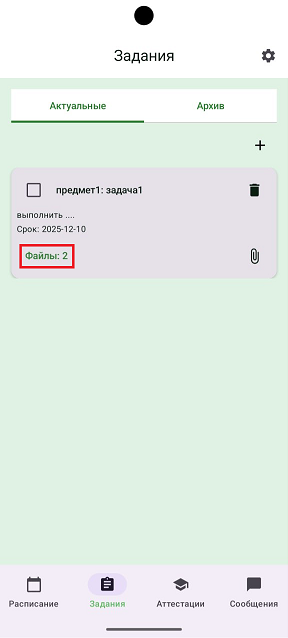 Задания
Актуальные
Архив
предмет1: задача1
выполнить ....
Срок: 2025-12-10
Файлы: 2
Расписание
Задания
Аттестации
Сообщения